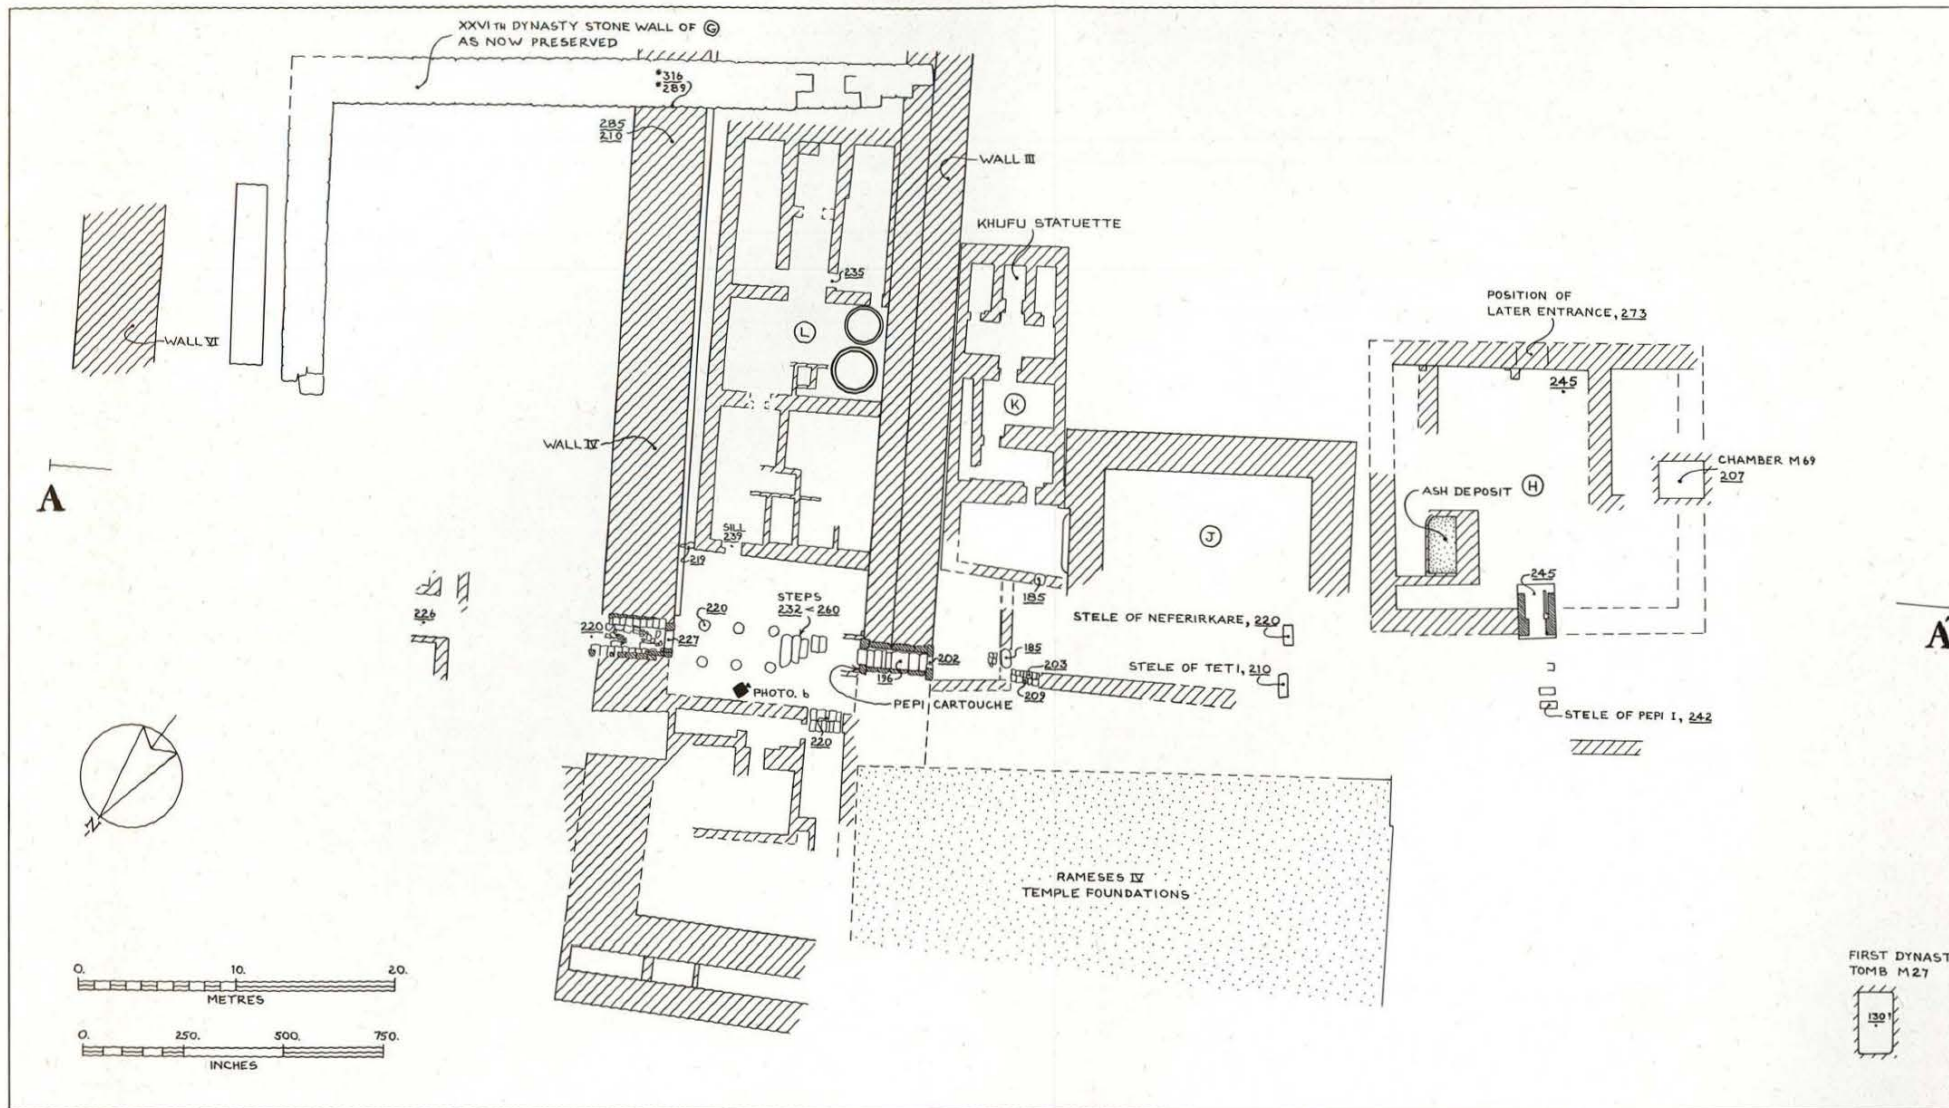 XXVI TH DYNASTY STONE WALL OF G
AS NOW PRESERVED
*316
*289
285
210
WALL III
KHUFU STATUETTE
235
POSITION OF
LATER ENTRANCE, 273
WALL VI
L
245
K
WALL IV
A
CHAMBER M69
207
ASH DEPOSIT
H
SILL
239
J
219
245
185
STEPS
232 < 260
220
STELE OF NEFERIRKARE, 220
226
220
227
A'
185
202
STELE OF TETI, 210
203
196
209
PHOTO. b
PEPI CARTOUCHE
STELE OF PEPI I, 242
220
N
RAMESES IV
TEMPLE FOUNDATIONS
FIRST DYNAST
TOMB M27
130?
0. 10. 20.
METRES
0. 250. 500. 750.
INCHES